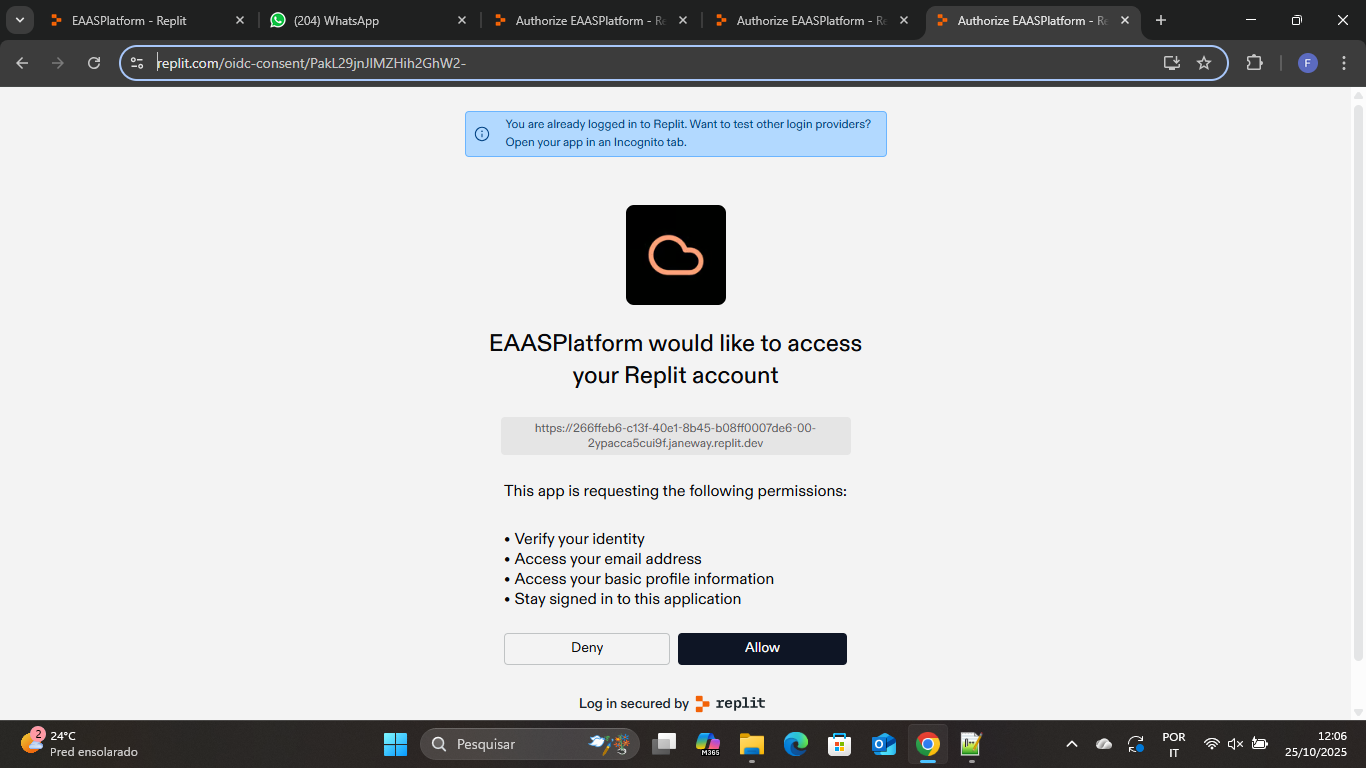 EAASPlatform - Replit
(204) WhatsApp
Authorize EAASPlatform - Re
Authorize EAASPlatform - Re
Authorize EAASPlatform - Re
replit.com/oidc-consent/PakL29jnJlMZHih2GhW2-
F
You are already logged in to Replit. Want to test other login providers?
Open your app in an Incognito tab.
EAASPlatform would like to access
your Replit account
https://266ffeb6-c13f-40e1-8b45-b08ff0007de6-00-
2ypacca5cui9f.janeway.replit.dev
This app is requesting the following permissions:
• Verify your identity
• Access your email address
• Access your basic profile information
• Stay signed in to this application
Deny
Allow
Log in secured by replit
2
24°C
Pred ensolarado
Pesquisar
M365
POR
IT
12:06
25/10/2025